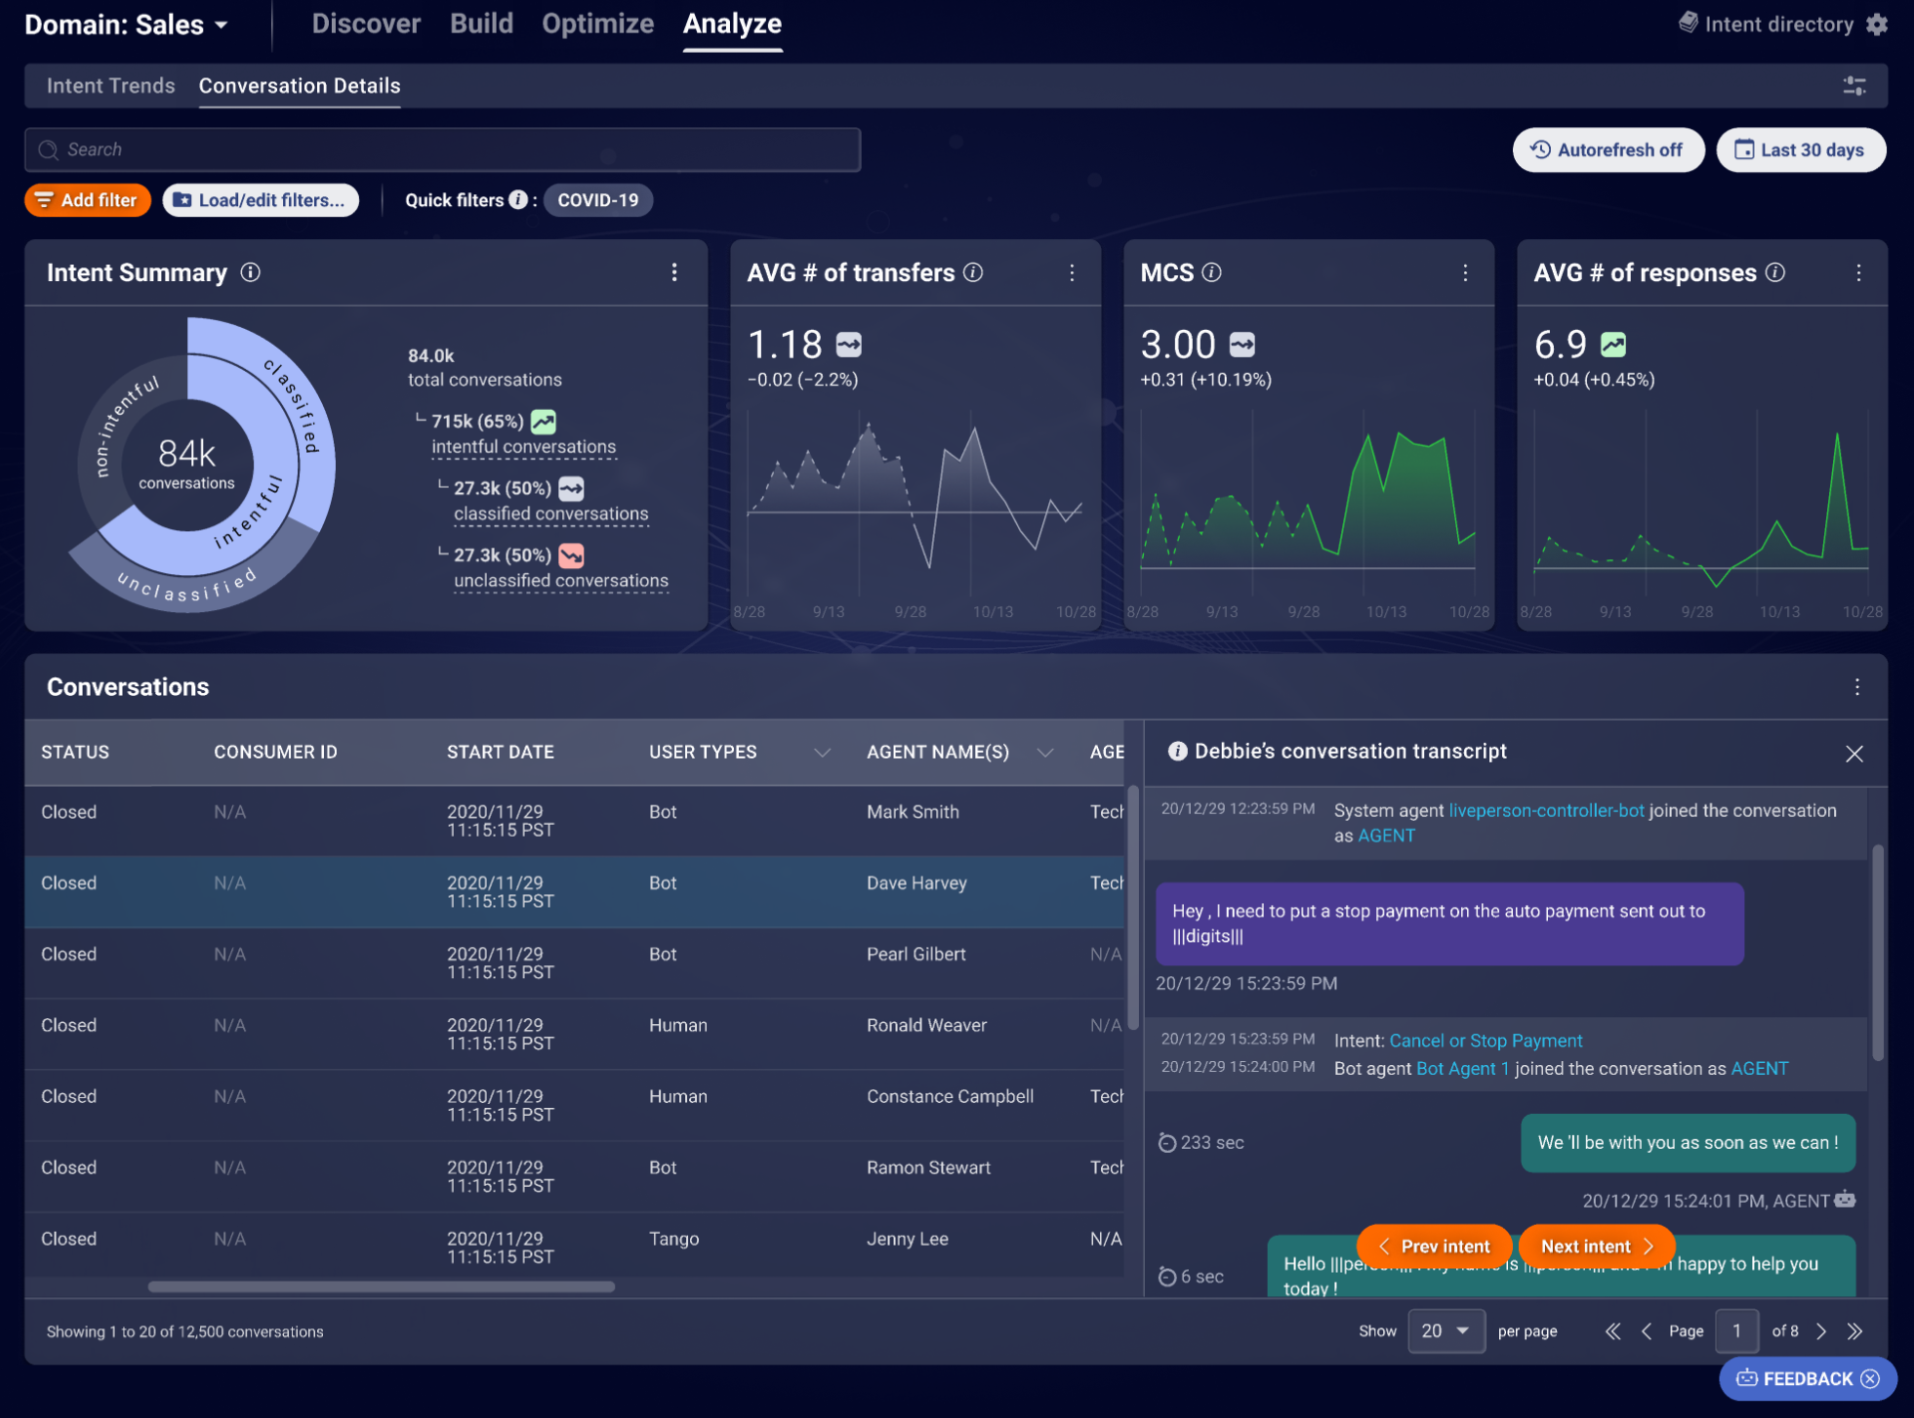 Domain: Sales
Discover Build Optimize Analyze
Intent directory
Intent Trends Conversation Details
Search
Autorefresh off
Last 30 days
Add filter
Load/edit filters...
Quick filters i :
COVID-19
Intent Summary i
84k
conversations
non-intentful
intentful
classified
unclassified
84.0k
total conversations
715k (65%)
intentful conversations
27.3k (50%)
classified conversations
27.3k (50%)
unclassified conversations
AVG # of transfers i
1.18
−0.02 (−2.2%)
8/28 9/13 9/28 10/13 10/28
MCS i
3.00
+0.31 (+10.19%)
8/28 9/13 9/28 10/13 10/28
AVG # of responses i
6.9
+0.04 (+0.45%)
8/28 9/13 9/28 10/13 10/28
Conversations
STATUS CONSUMER ID START DATE USER TYPES AGENT NAME(S) AGE
Closed N/A 2020/11/29 Bot Mark Smith Tech
11:15:15 PST
Closed N/A 2020/11/29 Bot Dave Harvey Tech
11:15:15 PST
Closed N/A 2020/11/29 Bot Pearl Gilbert N/A
11:15:15 PST
Closed N/A 2020/11/29 Human Ronald Weaver N/A
11:15:15 PST
Closed N/A 2020/11/29 Human Constance Campbell Tech
11:15:15 PST
Closed N/A 2020/11/29 Bot Ramon Stewart Tech
11:15:15 PST
Closed N/A 2020/11/29 Tango Jenny Lee N/A
11:15:15 PST
i Debbie's conversation transcript
20/12/29 12:23:59 PM System agent liveperson-controller-bot joined the conversation
as AGENT
Hey , I need to put a stop payment on the auto payment sent out to
|||digits|||
20/12/29 15:23:59 PM
20/12/29 15:23:59 PM Intent: Cancel or Stop Payment
20/12/29 15:24:00 PM Bot agent Bot Agent 1 joined the conversation as AGENT
233 sec
We 'll be with you as soon as we can !
20/12/29 15:24:01 PM, AGENT
Prev intent
Next intent
6 sec
Hello is happy to help you
today !
Showing 1 to 20 of 12,500 conversations
Show 20 per page
Page 1 of 8
FEEDBACK